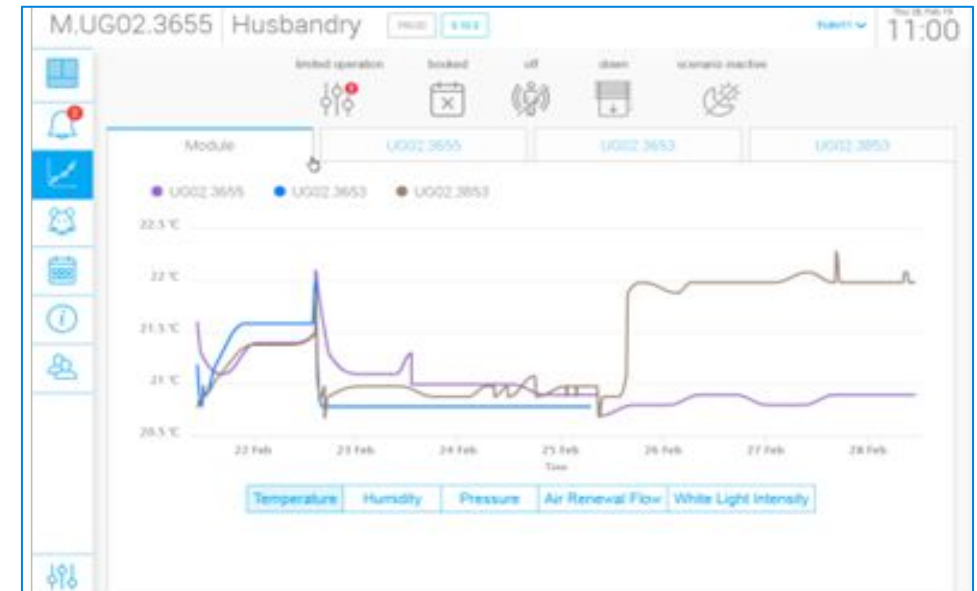 M.UG02.3655 Husbandry
11:00
limited operation booked off down scenario inactive
Module UG02.3655 UG02.3653 UG02.3853
UG02.3655 UG02.3653 UG02.3853
22.5 °C
22 °C
21.5 °C
21 °C
20.5 °C
22 Feb 23 Feb 24 Feb 25 Feb 26 Feb 27 Feb 28 Feb
Time
Temperature Humidity Pressure Air Renewal Flow White Light Intensity